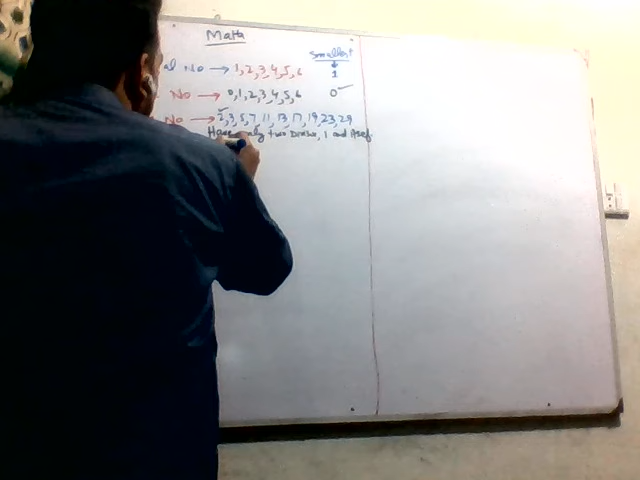 Math
smallest
al No → 1, 2, 3, 4, 5, 6
1
No → 0, 1, 2, 3, 4, 5, 6 0
No → 2, 3, 5, 7, 11, 13, 17, 19, 23, 29
Have only two Divisor, 1 and itself